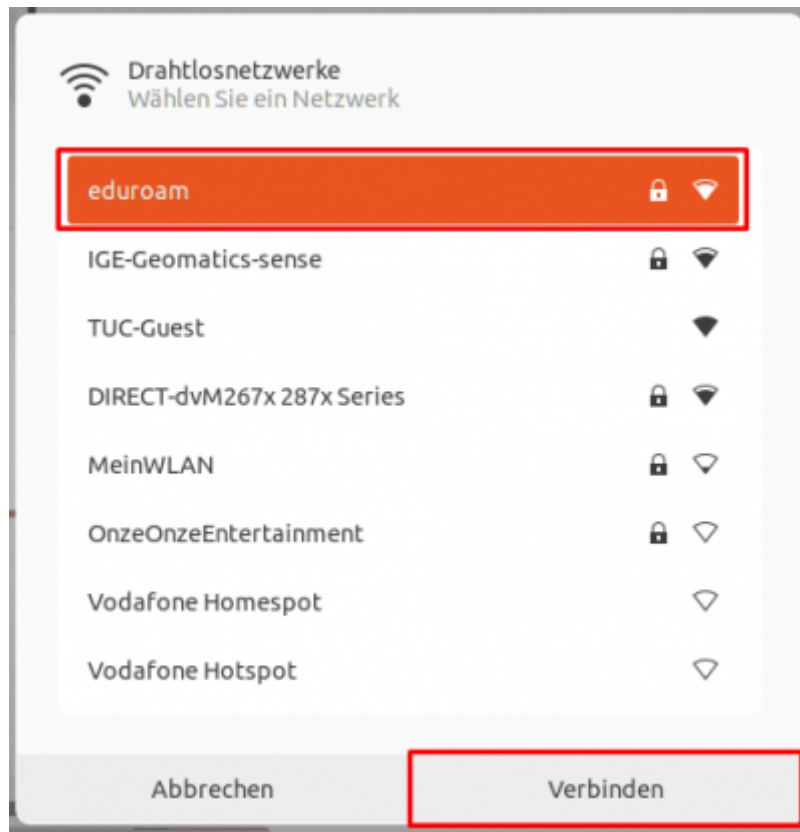 Drahtlosnetzwerke
Wählen Sie ein Netzwerk
eduroam
IGE-Geomatics-sense
TUC-Guest
DIRECT-dvM267x 287x Series
MeinWLAN
OnzeOnzeEntertainment
Vodafone Homespot
Vodafone Hotspot
Abbrechen Verbinden